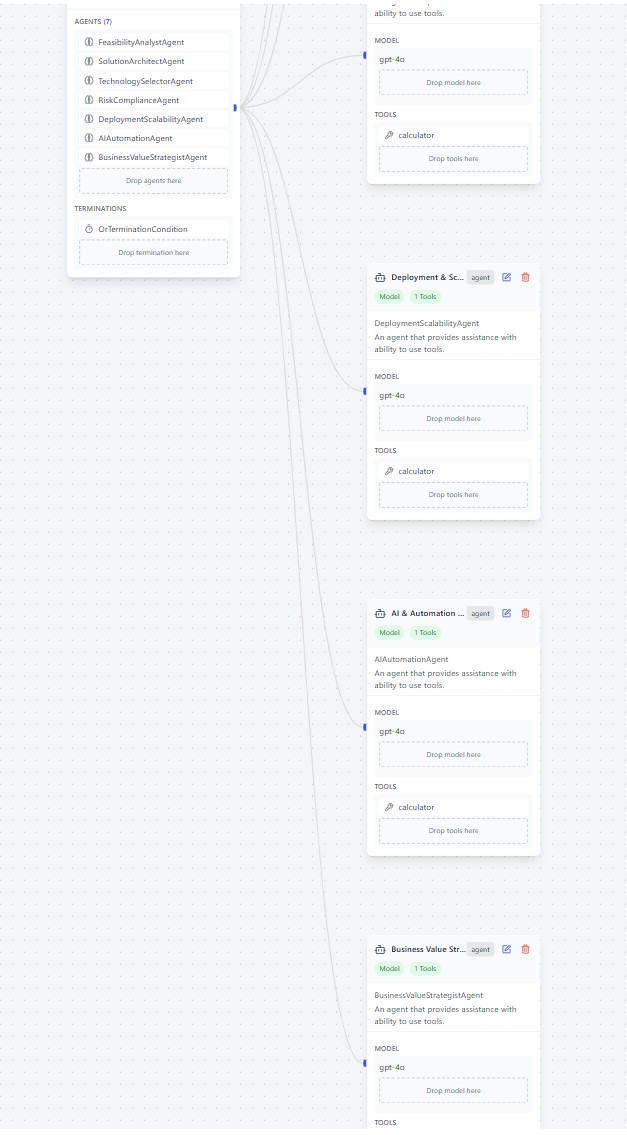 AGENTS (7)
FeasibilityAnalystAgent
SolutionArchitectAgent
TechnologySelectorAgent
RiskComplianceAgent
DeploymentScalabilityAgent
AIAutomationAgent
BusinessValueStrategistAgent
Drop agents here
TERMINATIONS
OrTerminationCondition
Drop termination here
ability to use tools.
MODEL
gpt-4o
Drop model here
TOOLS
calculator
Drop tools here
Deployment & Sc... agent
Model 1 Tools
DeploymentScalabilityAgent
An agent that provides assistance with
ability to use tools.
MODEL
gpt-4o
Drop model here
TOOLS
calculator
Drop tools here
AI & Automation ... agent
Model 1 Tools
AIAutomationAgent
An agent that provides assistance with
ability to use tools.
MODEL
gpt-4o
Drop model here
TOOLS
calculator
Drop tools here
Business Value Str... agent
Model 1 Tools
BusinessValueStrategistAgent
An agent that provides assistance with
ability to use tools.
MODEL
gpt-4o
Drop model here
TOOLS